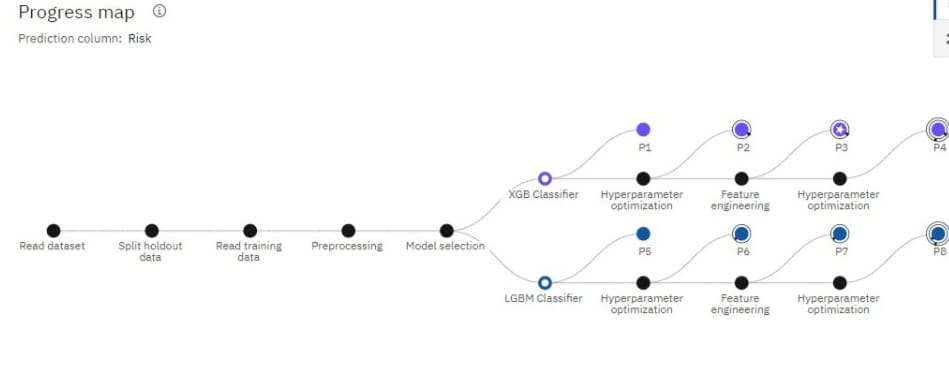 Progress map
Prediction column: Risk
P1
P2
P3
P4
XGB Classifier
Hyperparameter
optimization
Feature
engineering
Hyperparameter
optimization
Read dataset
Split holdout
data
Read training
data
Preprocessing
Model selection
P5
P6
P7
P8
LGBM Classifier
Hyperparameter
optimization
Feature
engineering
Hyperparameter
optimization